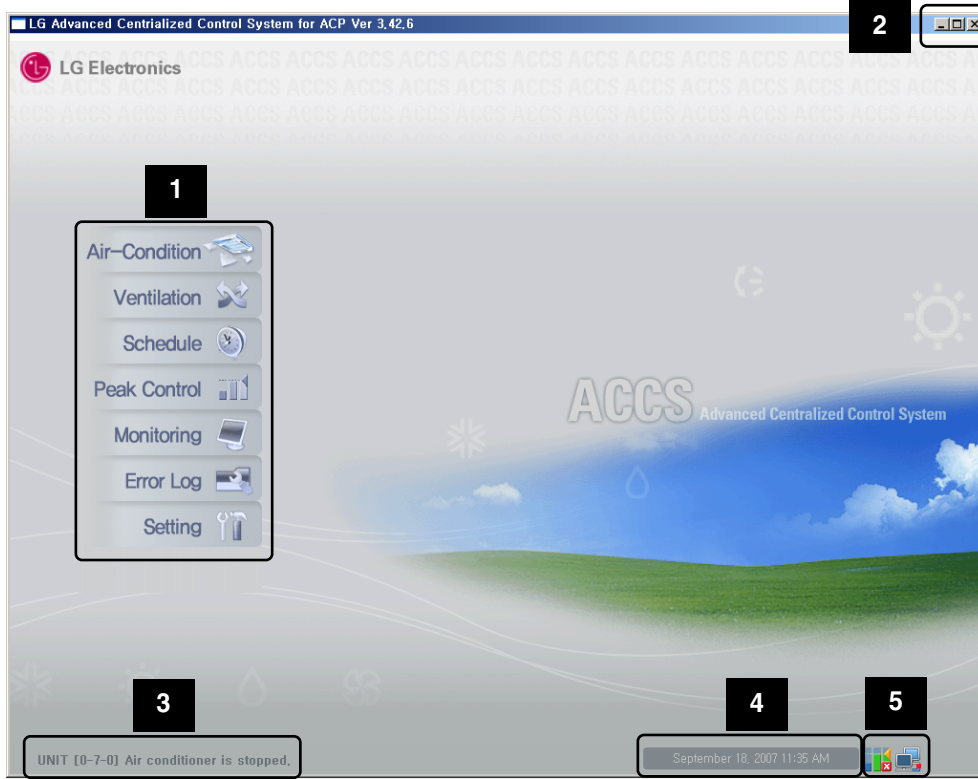 LG Advanced Centrialized Control System for ACP Ver 3.42.6
2
LG Electronics
1
Air-Condition
Ventilation
Schedule
Peak Control
Monitoring
Error Log
Setting
ACCS Advanced Centralized Control System
3
4
5
UNIT [0-7-0] Air conditioner is stopped.
September 18, 2007 11:35 AM